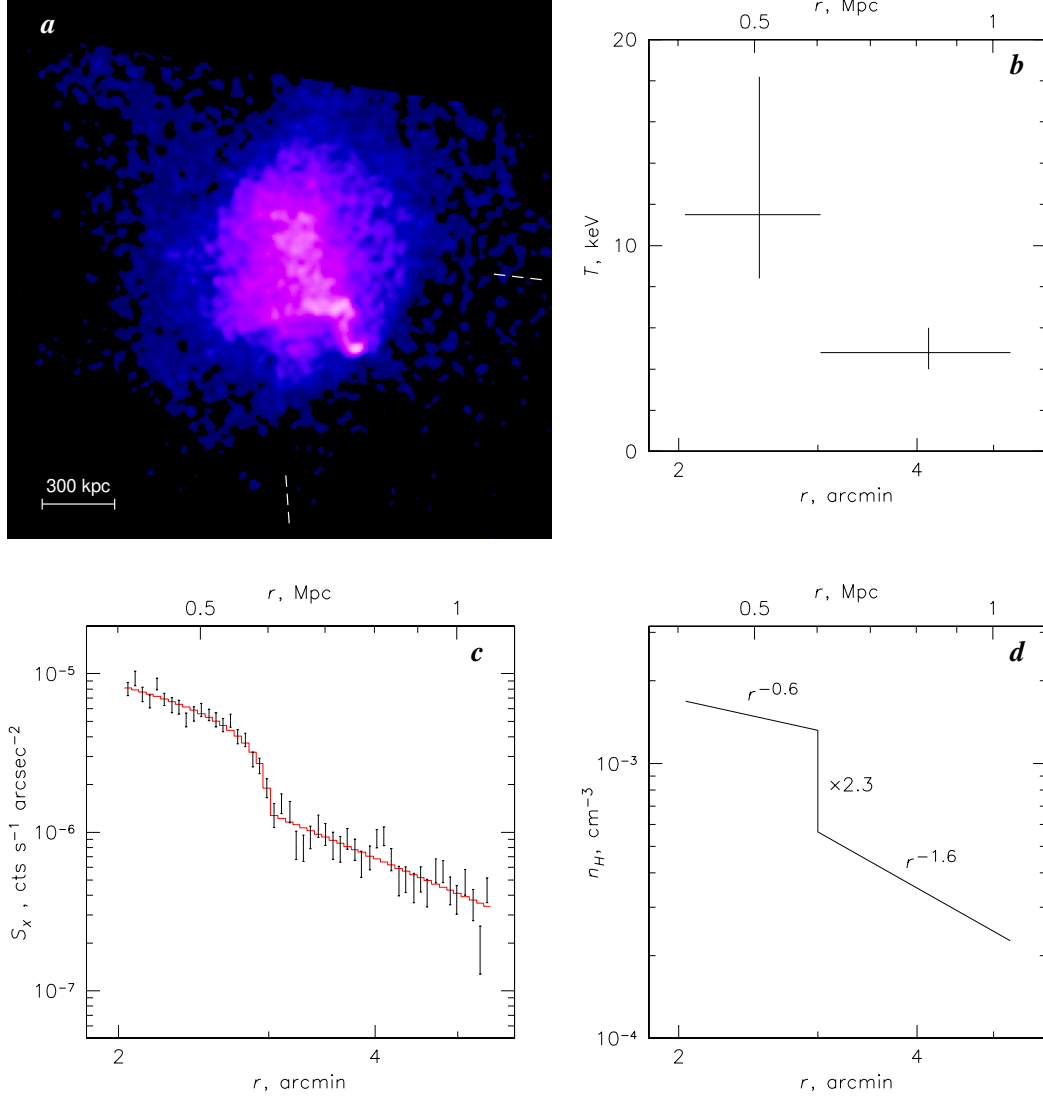 a
300 kpc
r, Mpc
0.5 1
b
20
10
0
T, keV
2 4
r, arcmin
r, Mpc
0.5 1
c
10⁻⁵
10⁻⁶
10⁻⁷
Sₓ , cts s⁻¹ arcsec⁻²
2 4
r, arcmin
r, Mpc
0.5 1
d
r⁻⁰·⁶
×2.3
r⁻¹·⁶
10⁻³
10⁻⁴
n_H, cm⁻³
2 4
r, arcmin